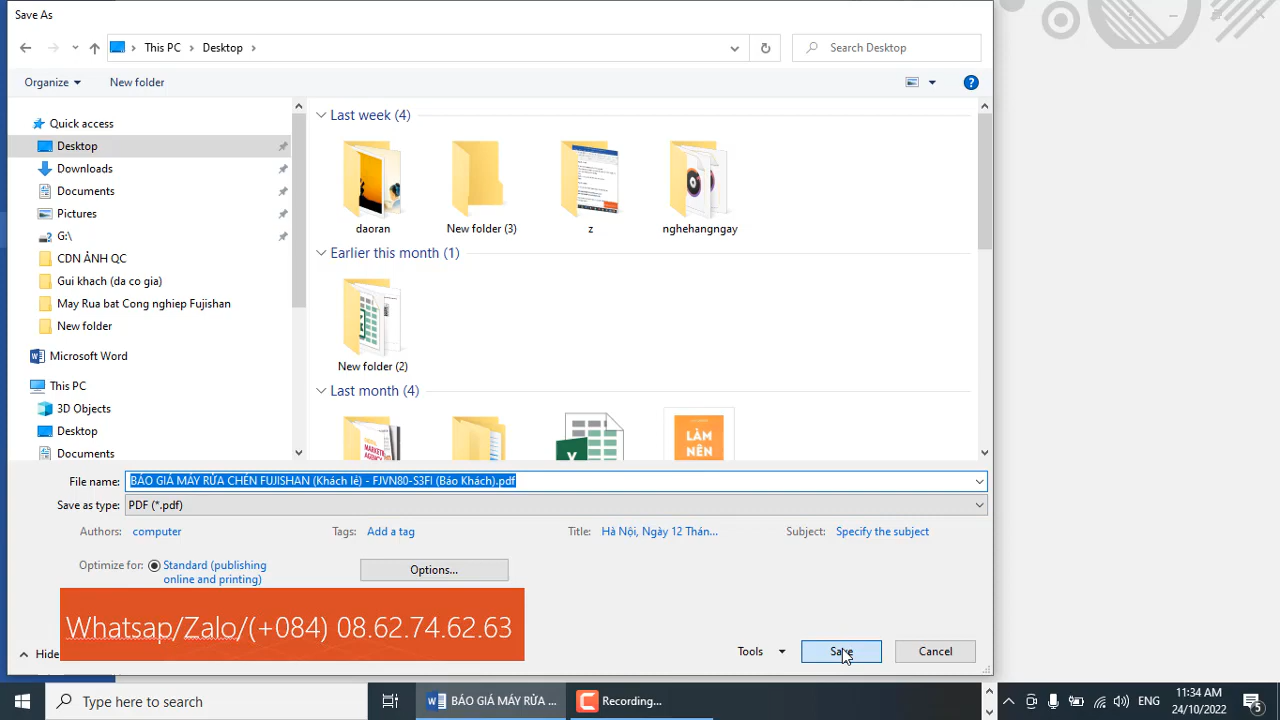 Save As
This PC
Desktop
Search Desktop
Organize
New folder
Quick access
Desktop
Downloads
Documents
Pictures
G:\
CDN ẢNH QC
Gui khach (da co gia)
May Rua bat Cong nghiep Fujishan
New folder
Microsoft Word
This PC
3D Objects
Desktop
Documents
Last week (4)
daoran
New folder (3)
z
nghehangngay
Earlier this month (1)
New folder (2)
Last month (4)
MARKE
AGENCY
LÀM
NÊN
File name:
BÁO GIÁ MÁY RỬA CHÉN FUJISHAN (Khách lẻ) - FJVN80-S3FI (Báo Khách).pdf
Save as type:
PDF (*.pdf)
Authors:
computer
Tags:
Add a tag
Title:
Hà Nội, Ngày 12 Thán...
Subject:
Specify the subject
Optimize for:
Standard (publishing
online and printing)
Options...
Whatsap/Zalo/(+084) 08.62.74.62.63
Hide
Tools
Save
Cancel
Type here to search
BÁO GIÁ MÁY RỬA ...
Recording...
ENG
11:34 AM
24/10/2022
5